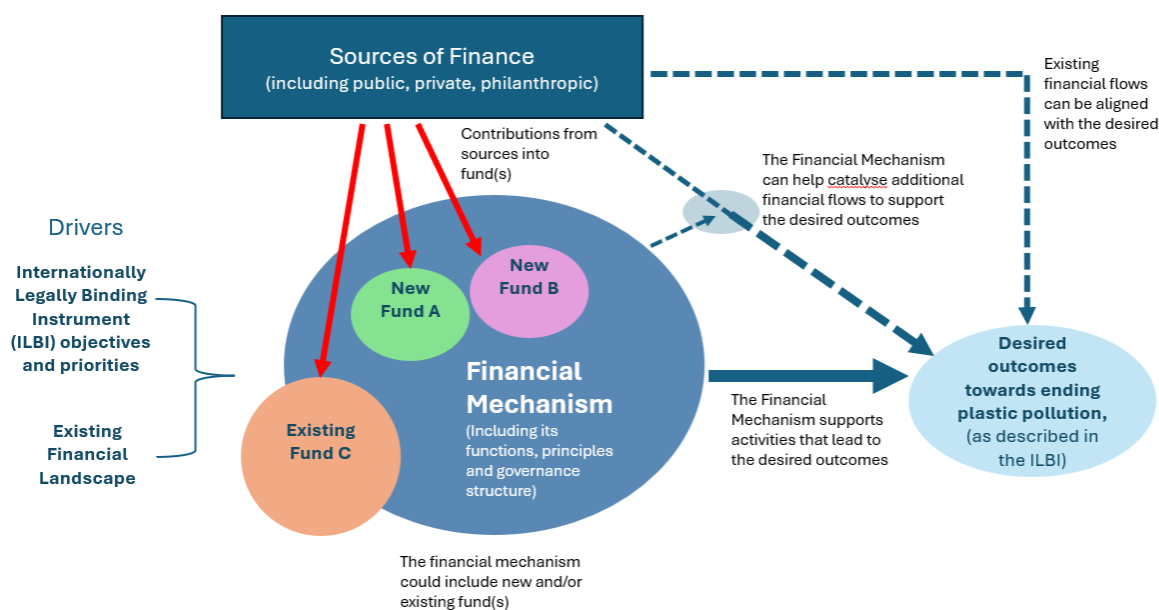 Sources of Finance
(including public, private, philanthropic)
Existing
financial flows
can be aligned
with the desired
outcomes
Contributions from
sources into
fund(s)
The Financial Mechanism
can help catalyse additional
financial flows to support
the desired outcomes
Drivers
Internationally
Legally Binding
Instrument
(ILBI) objectives
and priorities
Existing
Financial
Landscape
New
Fund A
New
Fund B
Existing
Fund C
Financial
Mechanism
(Including its
functions, principles
and governance
structure)
The Financial
Mechanism supports
activities that lead to
the desired outcomes
Desired
outcomes
towards ending
plastic pollution,
(as described in
the ILBI)
The financial mechanism
could include new and/or
existing fund(s)